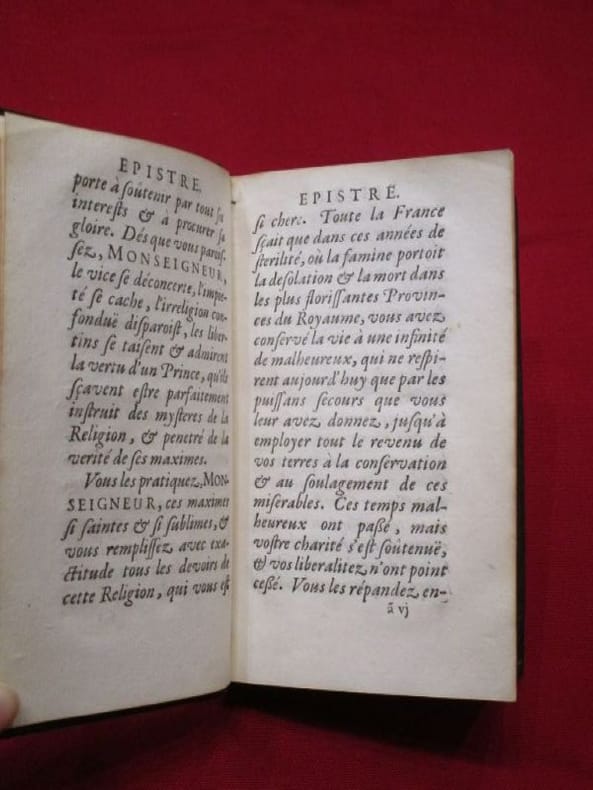 EPISTRE.
porte à ſoûtenir par tout ſa
intereſts & à procurer ſa
gloire. Dés que vous paroiſ-
ſez, MONSEIGNEUR,
le vice ſe déconcerte, l'impie-
té ſe cache, l'irreligion con-
fonduë diſparoiſt, les liber-
tins ſe taiſent & admirent
la vertu d'un Prince, qu'ils
ſçavent eſtre parfaitement
inſtruit des myſteres de la
Religion, & penetré de la
verité de ſes maximes.
Vous les pratiquez, MON-
SEIGNEUR, ces maximes
ſi ſaintes & ſi ſublimes, &
vous rempliſſez avec exa-
ctitude tous les devoirs de
cette Religion, qui vous eſt
EPISTRE.
ſi chere. Toute la France
ſçait que dans ces années de
ſterilité, où la famine portoit
la deſolation & la mort dans
les plus floriſſantes Provin-
ces du Royaume, vous avez
conſervé la vie à une infinité
de malheureux, qui ne reſpi-
rent aujourd'huy que par les
puiſſans ſecours que vous
leur avez donnez, juſqu'à
employer tout le revenu de
vos terres à la conſervation
& au ſoulagement de ces
miſerables. Ces temps mal-
heureux ont paſſé, mais
voſtre charité s'eſt ſoûtenuë,
& vos liberalitez n'ont point
ceſſé. Vous les répandez en-
ã vj